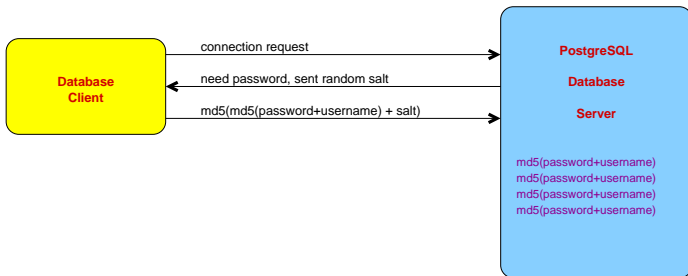 connection request
need password, sent random salt
md5(md5(password+username) + salt)
Database
Client
PostgreSQL
Database
Server
md5(password+username)
md5(password+username)
md5(password+username)
md5(password+username)